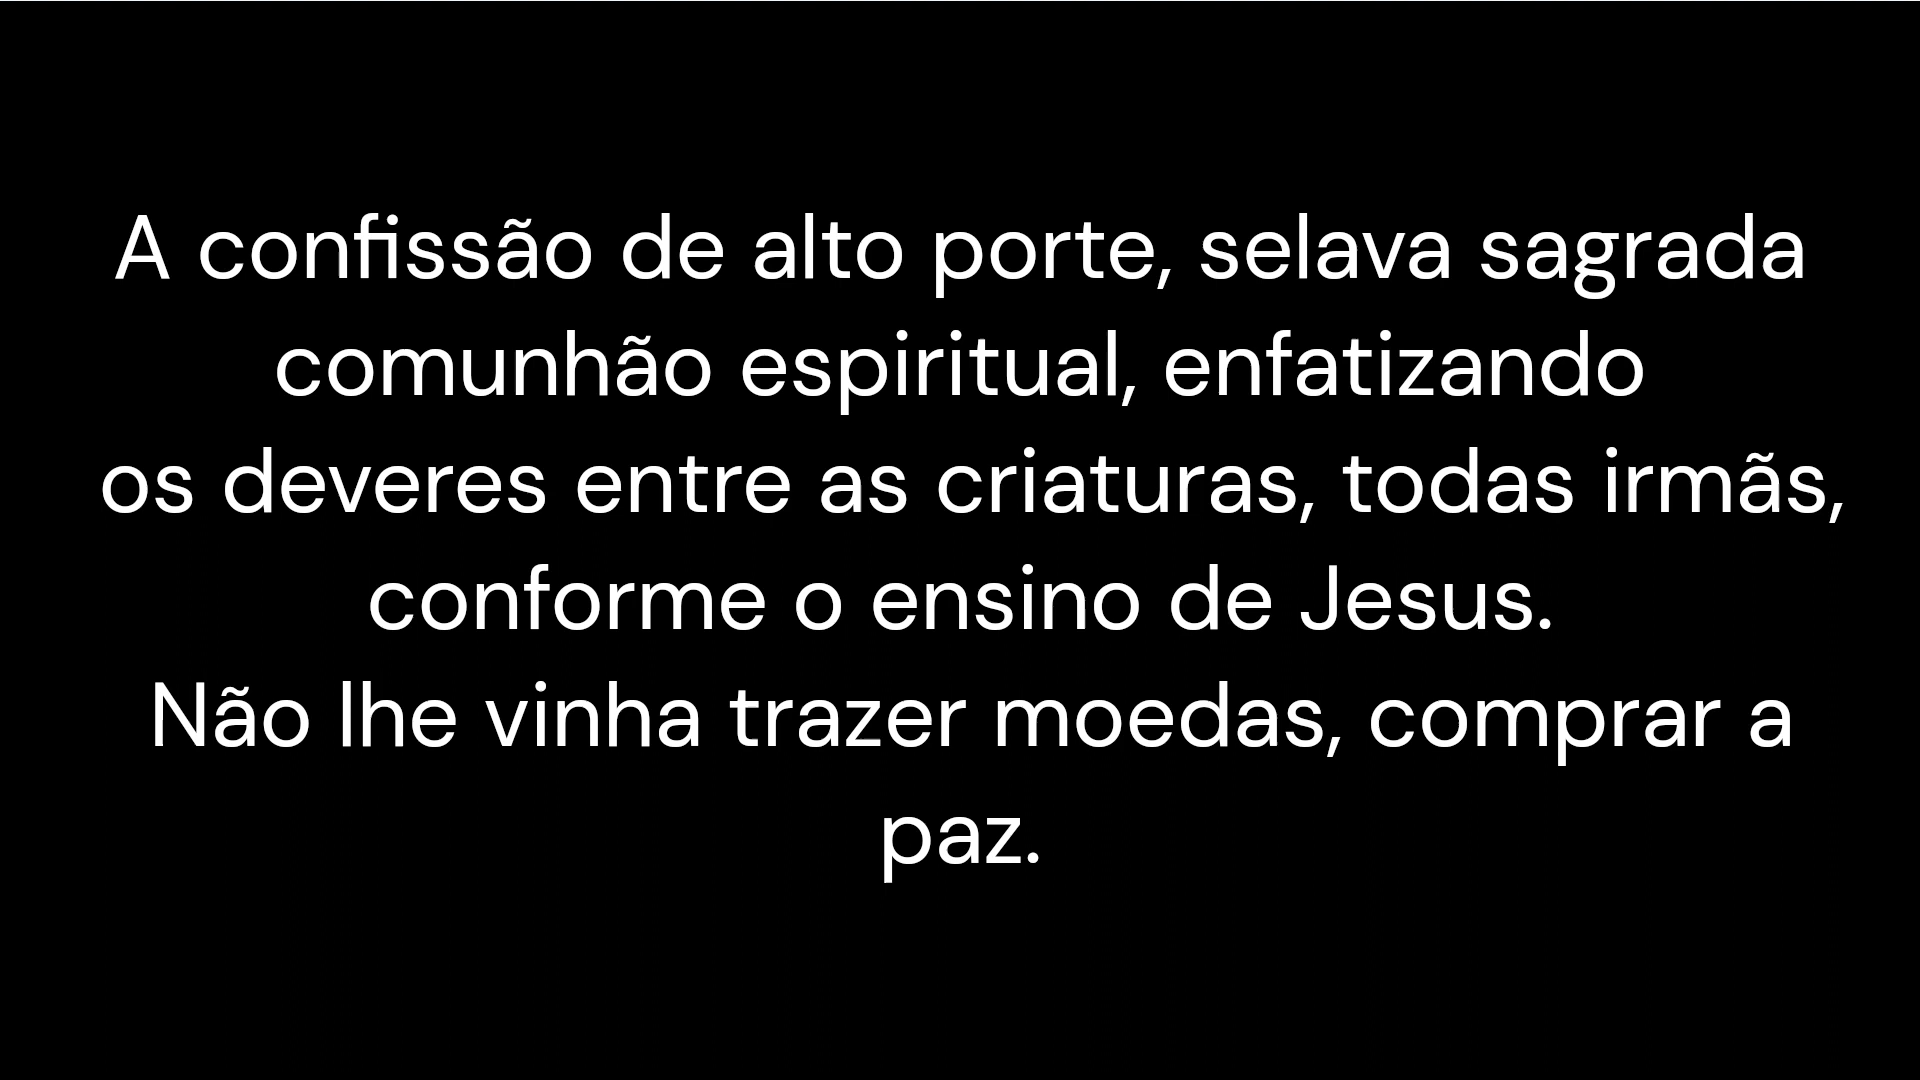 A confissão de alto porte, selava sagrada
comunhão espiritual, enfatizando
os deveres entre as criaturas, todas irmãs,
conforme o ensino de Jesus.
Não lhe vinha trazer moedas, comprar a
paz.